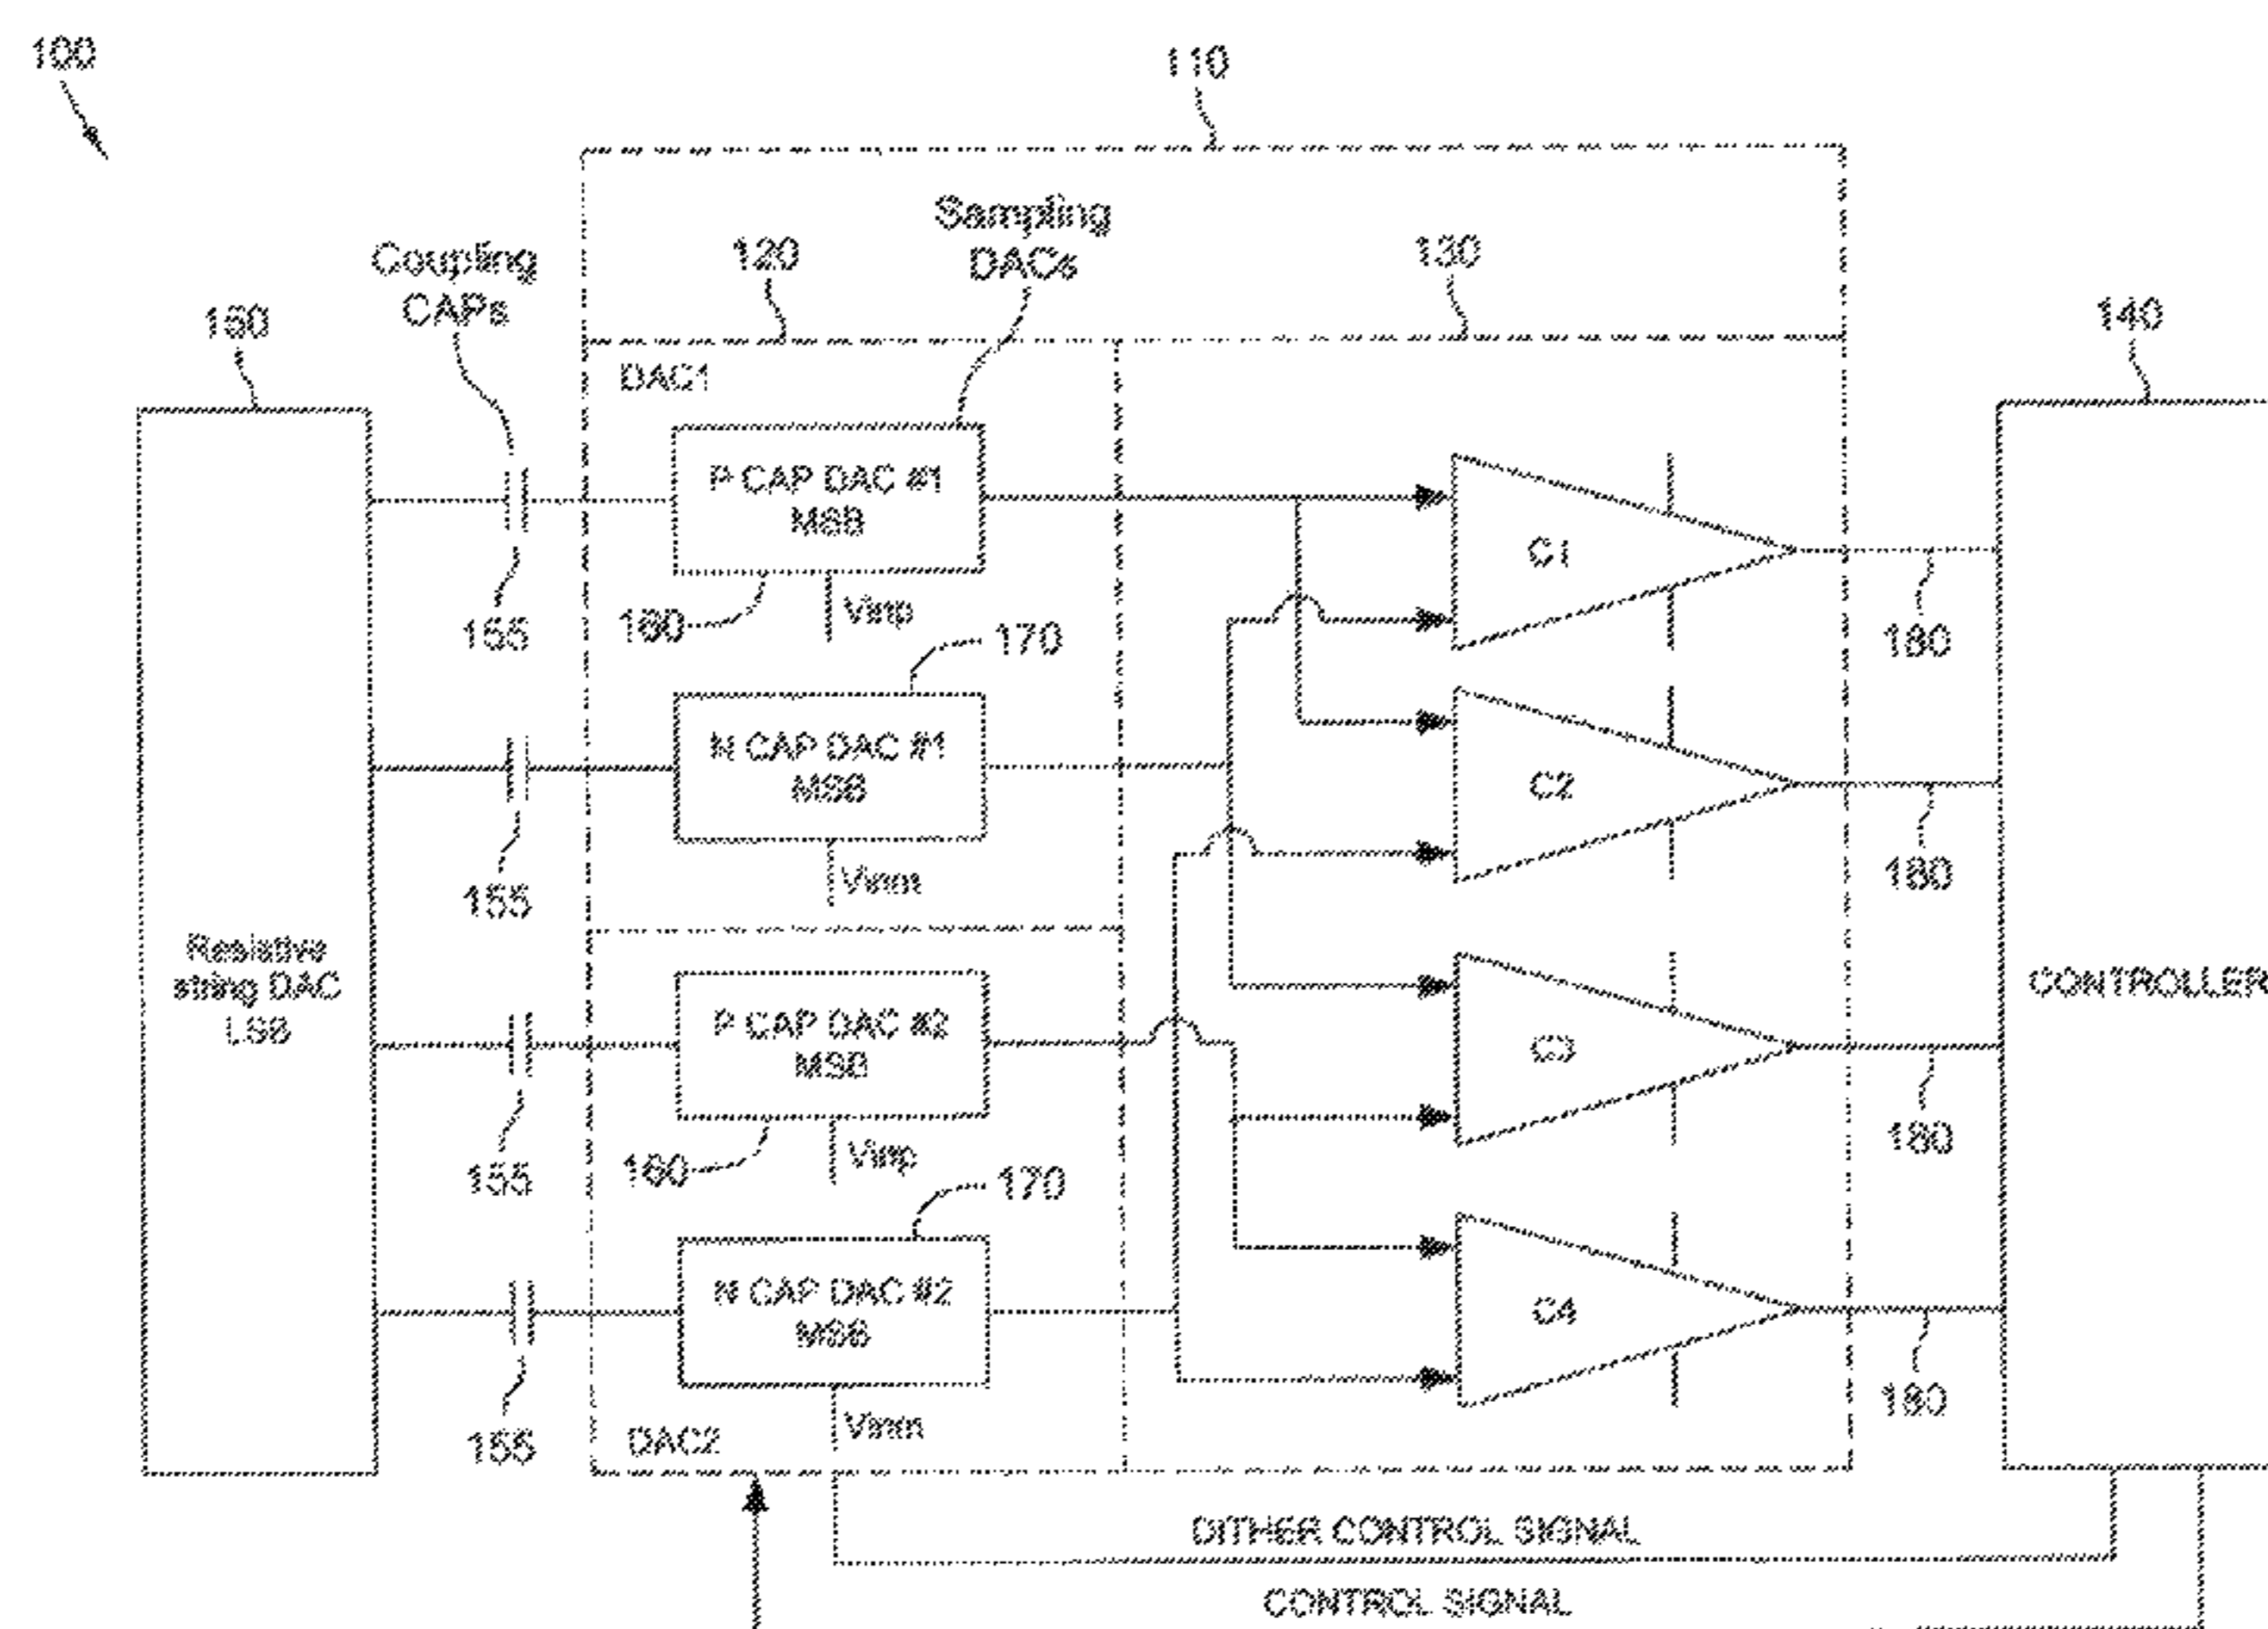 100
110
Sampling
DACs
120
130
Coupling
CAPs
150
140
DAC1
P CAP DAC #1
MSB
C1
155
160
Vinp
170
180
N CAP DAC #1
MSB
C2
155
Vinm
180
Resistive
string DAC
LSB
P CAP DAC #2
MSB
C3
CONTROLLER
155
160
Vinp
170
180
N CAP DAC #2
MSB
C4
155
DAC2
Vinm
180
DITHER CONTROL SIGNAL
CONTROL SIGNAL